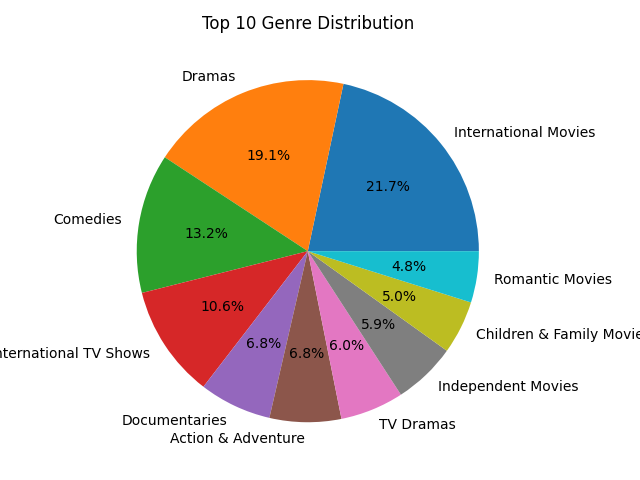 Top 10 Genre Distribution
Dramas
International Movies
19.1%
21.7%
Comedies
13.2%
4.8%
Romantic Movies
5.0%
10.6%
5.9%
Children & Family Movie
6.8%
6.8%
6.0%
nternational TV Shows
Independent Movies
Documentaries
TV Dramas
Action & Adventure